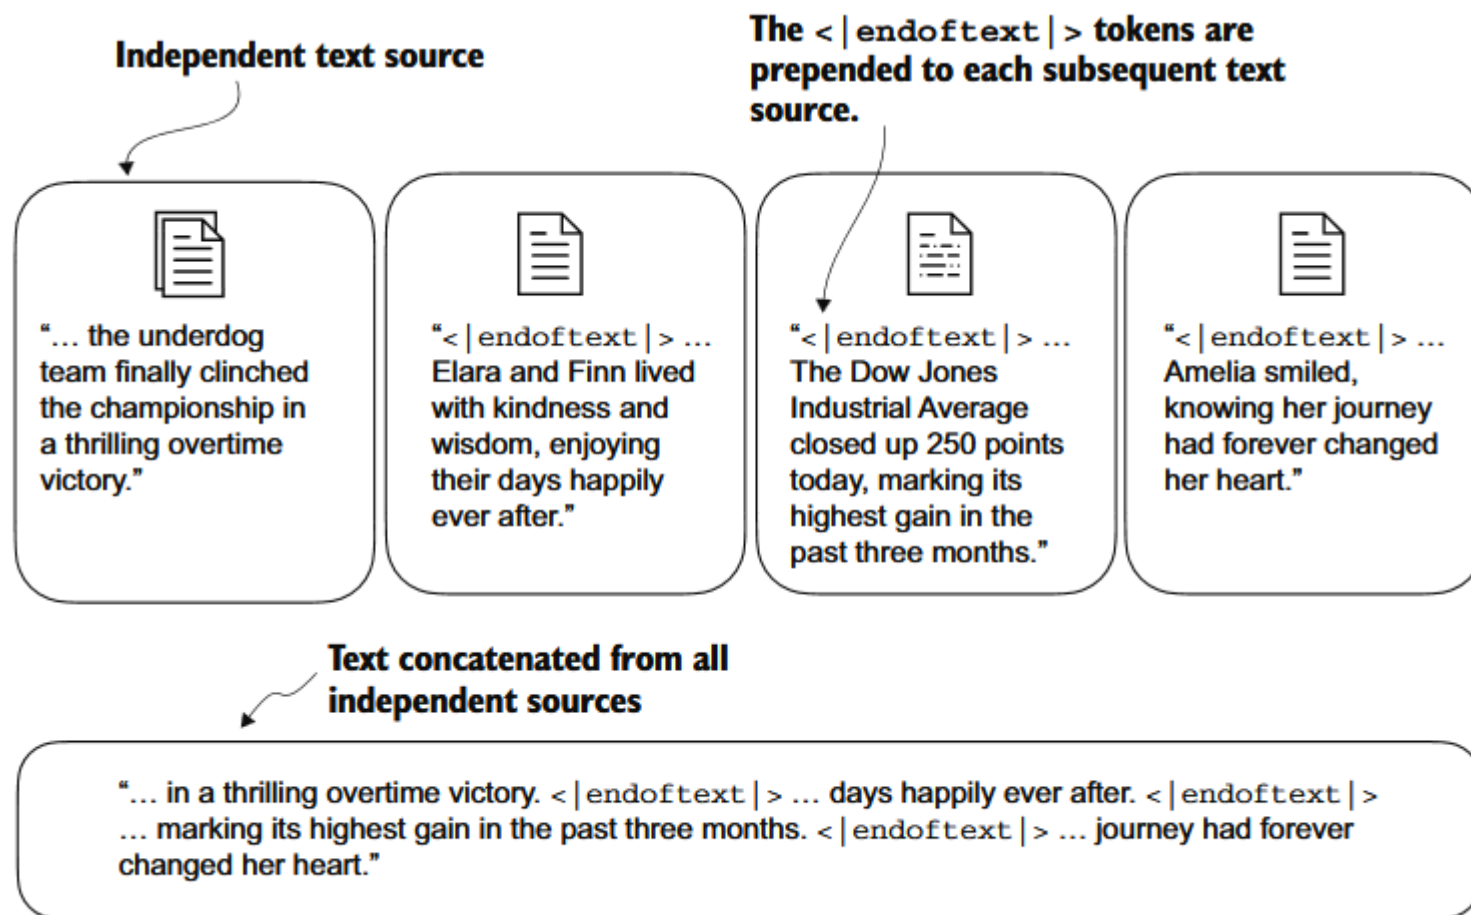 Independent text source
The <|endoftext|> tokens are
prepended to each subsequent text
source.
“… the underdog
team finally clinched
the championship in
a thrilling overtime
victory.”
“<|endoftext|> …
Elara and Finn lived
with kindness and
wisdom, enjoying
their days happily
ever after.”
“<|endoftext|> …
The Dow Jones
Industrial Average
closed up 250 points
today, marking its
highest gain in the
past three months.”
“<|endoftext|> …
Amelia smiled,
knowing her journey
had forever changed
her heart.”
Text concatenated from all
independent sources
“… in a thrilling overtime victory. <|endoftext|> … days happily ever after. <|endoftext|>
… marking its highest gain in the past three months. <|endoftext|> … journey had forever
changed her heart.”